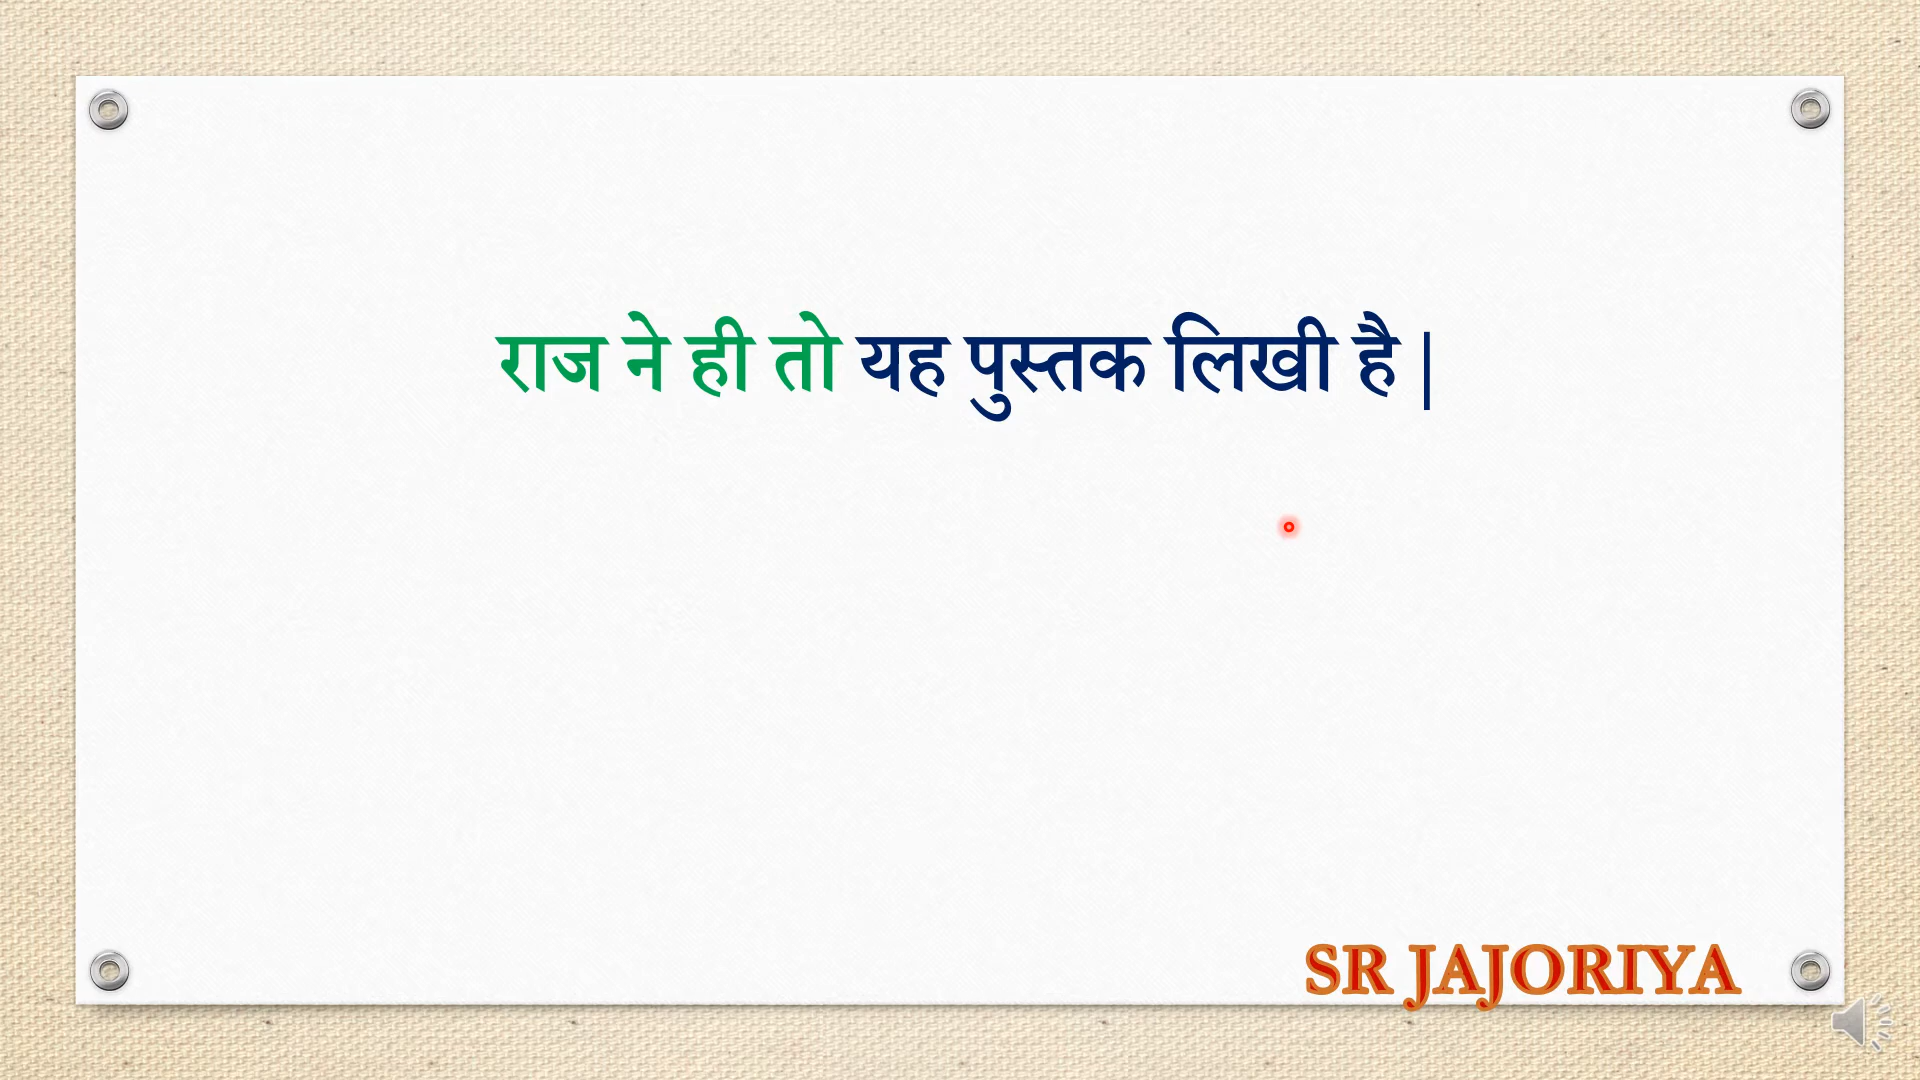 राज ने ही तो यह पुस्तक लिखी है |
SR JAJORIYA